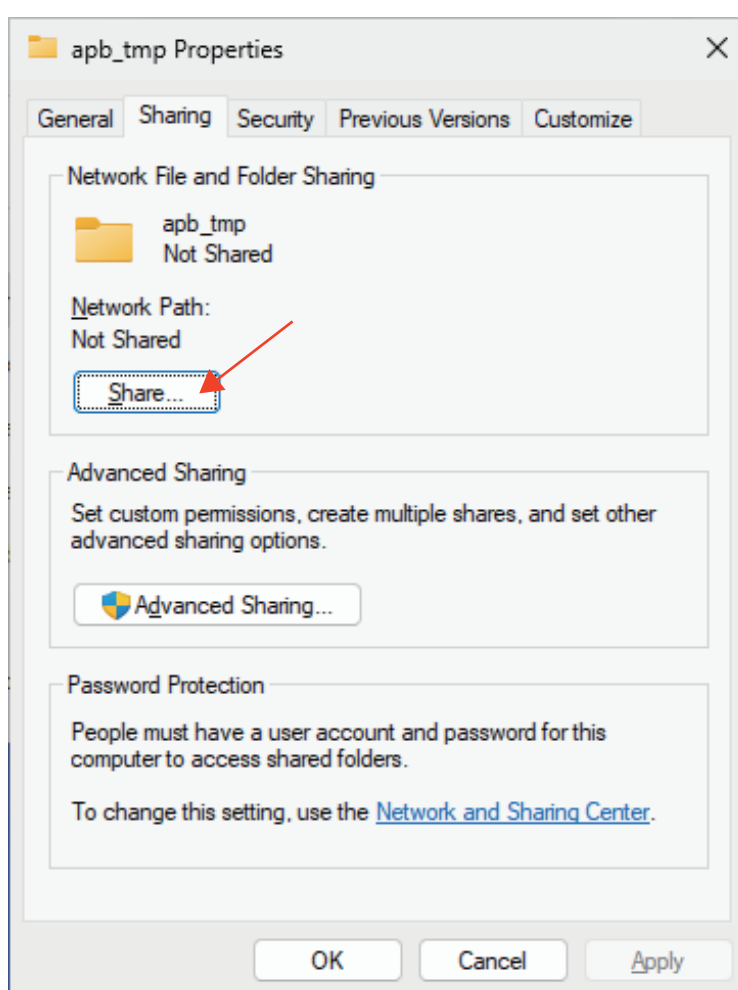 apb_tmp Properties
General Sharing Security Previous Versions Customize
Network File and Folder Sharing
apb_tmp
Not Shared
Network Path:
Not Shared
Share...
Advanced Sharing
Set custom permissions, create multiple shares, and set other
advanced sharing options.
Advanced Sharing...
Password Protection
People must have a user account and password for this
computer to access shared folders.
To change this setting, use the Network and Sharing Center.
OK Cancel Apply